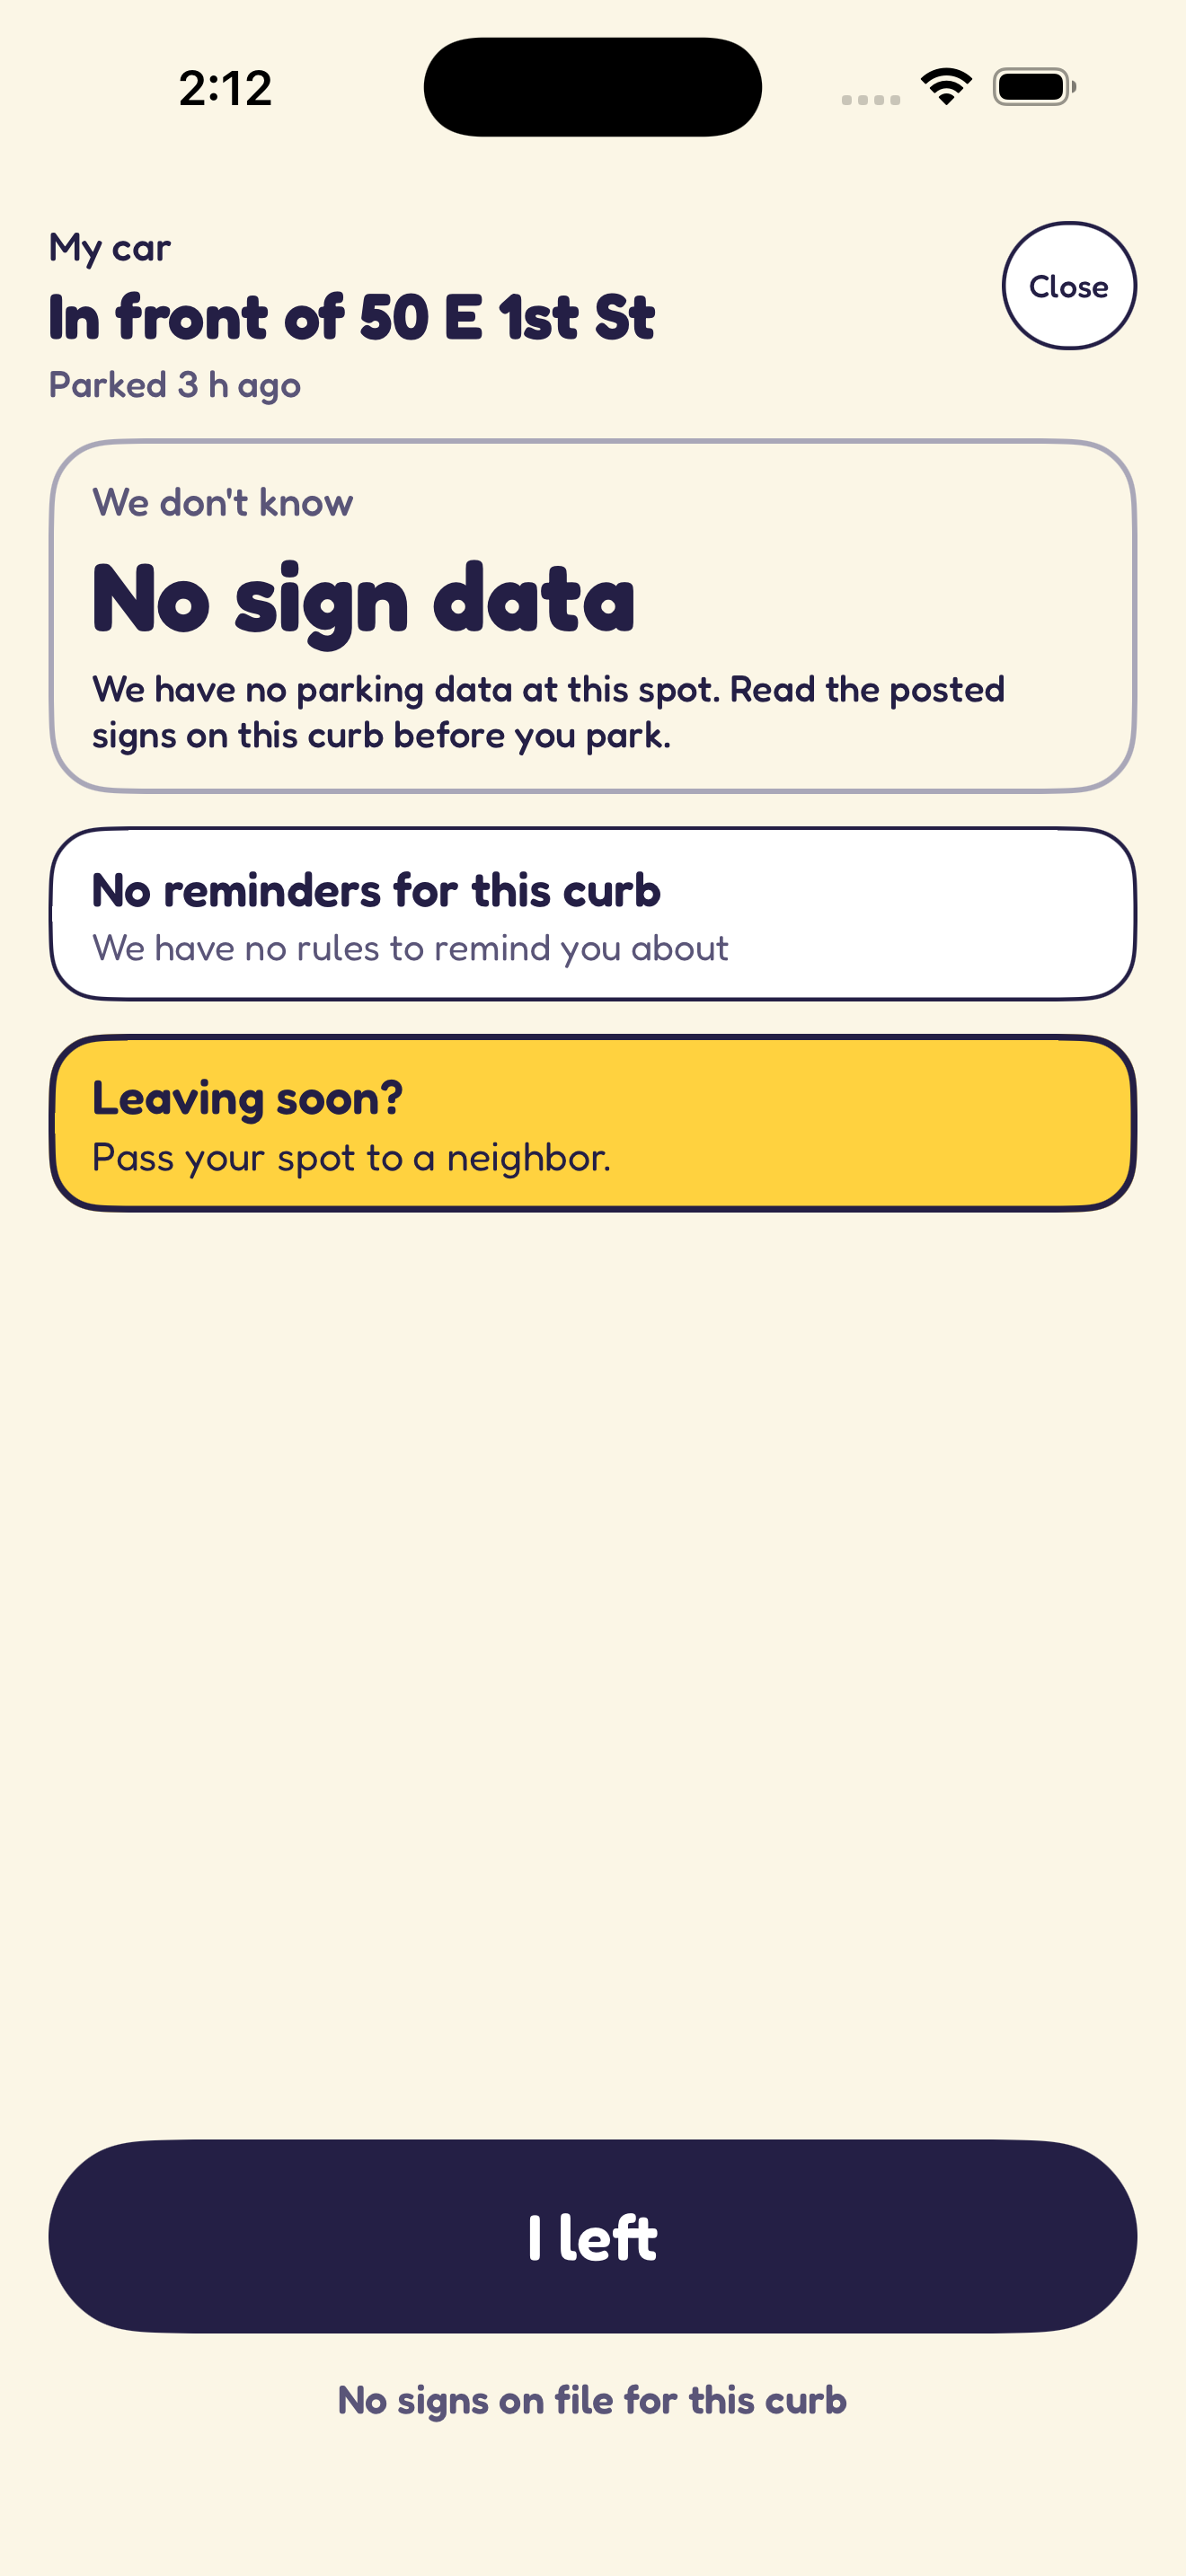 2:12
My car
In front of 50 E 1st St
Parked 3 h ago
Close
We don't know
No sign data
We have no parking data at this spot. Read the posted
signs on this curb before you park.
No reminders for this curb
We have no rules to remind you about
Leaving soon?
Pass your spot to a neighbor.
I left
No signs on file for this curb